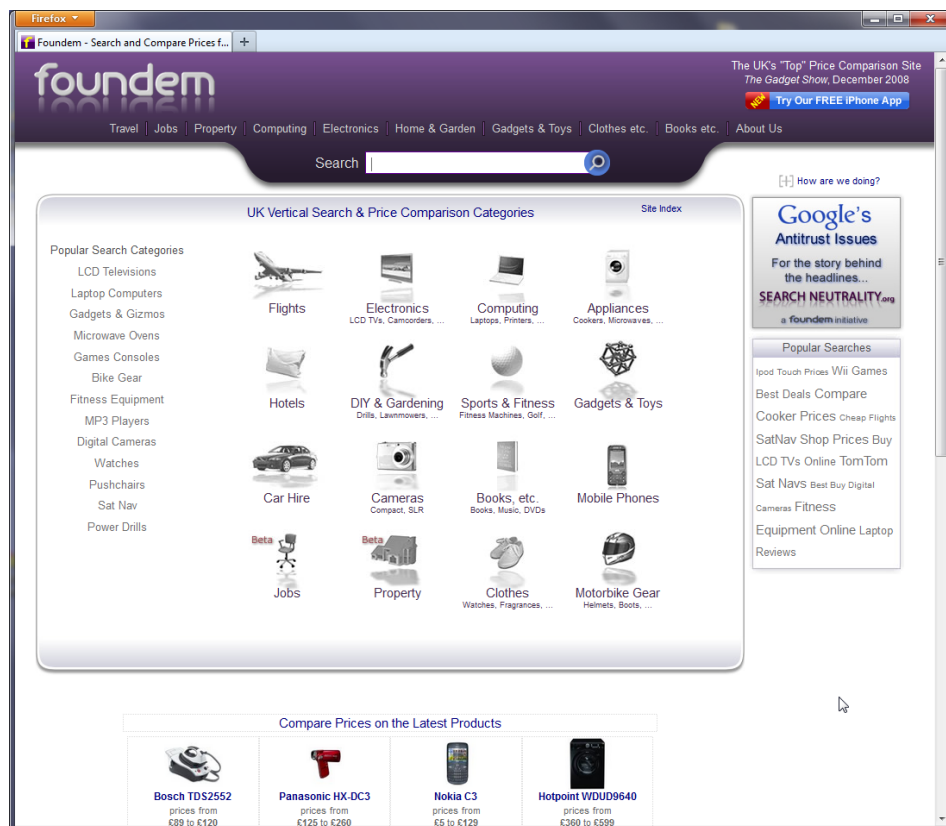 Firefox
Foundem - Search and Compare Prices f...
foundem
The UK's "Top" Price Comparison Site
The Gadget Show, December 2008
NEW Try Our FREE iPhone App
Travel Jobs Property Computing Electronics Home & Garden Gadgets & Toys Clothes etc. Books etc. About Us
Search
[+] How are we doing?
UK Vertical Search & Price Comparison Categories
Site Index
Popular Search Categories
LCD Televisions
Laptop Computers
Gadgets & Gizmos
Microwave Ovens
Games Consoles
Bike Gear
Fitness Equipment
MP3 Players
Digital Cameras
Watches
Pushchairs
Sat Nav
Power Drills
Flights
Electronics
LCD TVs, Camcorders, ...
Computing
Laptops, Printers, ...
Appliances
Cookers, Microwaves, ...
Hotels
DIY & Gardening
Drills, Lawnmowers, ...
Sports & Fitness
Fitness Machines, Golf, ...
Gadgets & Toys
Car Hire
Cameras
Compact, SLR
Books, etc.
Books, Music, DVDs
Mobile Phones
Beta
Jobs
Beta
Property
Clothes
Watches, Fragrances, ...
Motorbike Gear
Helmets, Boots, ...
Google's
Antitrust Issues
For the story behind
the headlines...
SEARCH NEUTRALITY.org
a foundem initiative
Popular Searches
Ipod Touch Prices Wii Games
Best Deals Compare
Cooker Prices Cheap Flights
SatNav Shop Prices Buy
LCD TVs Online TomTom
Sat Navs Best Buy Digital
Cameras Fitness
Equipment Online Laptop
Reviews
Compare Prices on the Latest Products
Bosch TDS2552
prices from
£89 to £120
Panasonic HX-DC3
prices from
£125 to £260
Nokia C3
prices from
£5 to £129
Hotpoint WDUD9640
prices from
£360 to £599